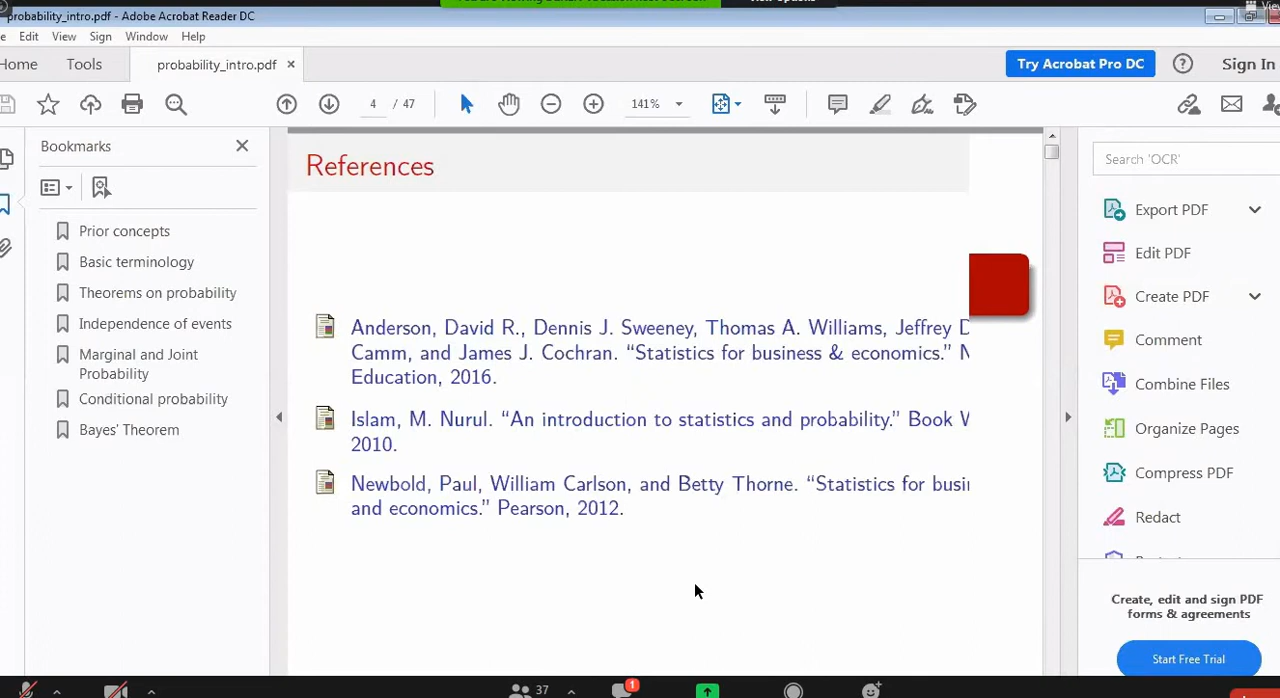 probability_intro.pdf - Adobe Acrobat Reader DC
Edit View Sign Window Help
Home Tools probability_intro.pdf × Try Acrobat Pro DC Sign In
4 / 47 141%
Bookmarks
Prior concepts
Basic terminology
Theorems on probability
Independence of events
Marginal and Joint
Probability
Conditional probability
Bayes' Theorem
References
Anderson, David R., Dennis J. Sweeney, Thomas A. Williams, Jeffrey D
Camm, and James J. Cochran. “Statistics for business & economics.”
Education, 2016.
Islam, M. Nurul. “An introduction to statistics and probability.” Book
2010.
Newbold, Paul, William Carlson, and Betty Thorne. “Statistics for busi
and economics.” Pearson, 2012.
Search 'OCR'
Export PDF
Edit PDF
Create PDF
Comment
Combine Files
Organize Pages
Compress PDF
Redact
Create, edit and sign PDF
forms & agreements
Start Free Trial
37 1